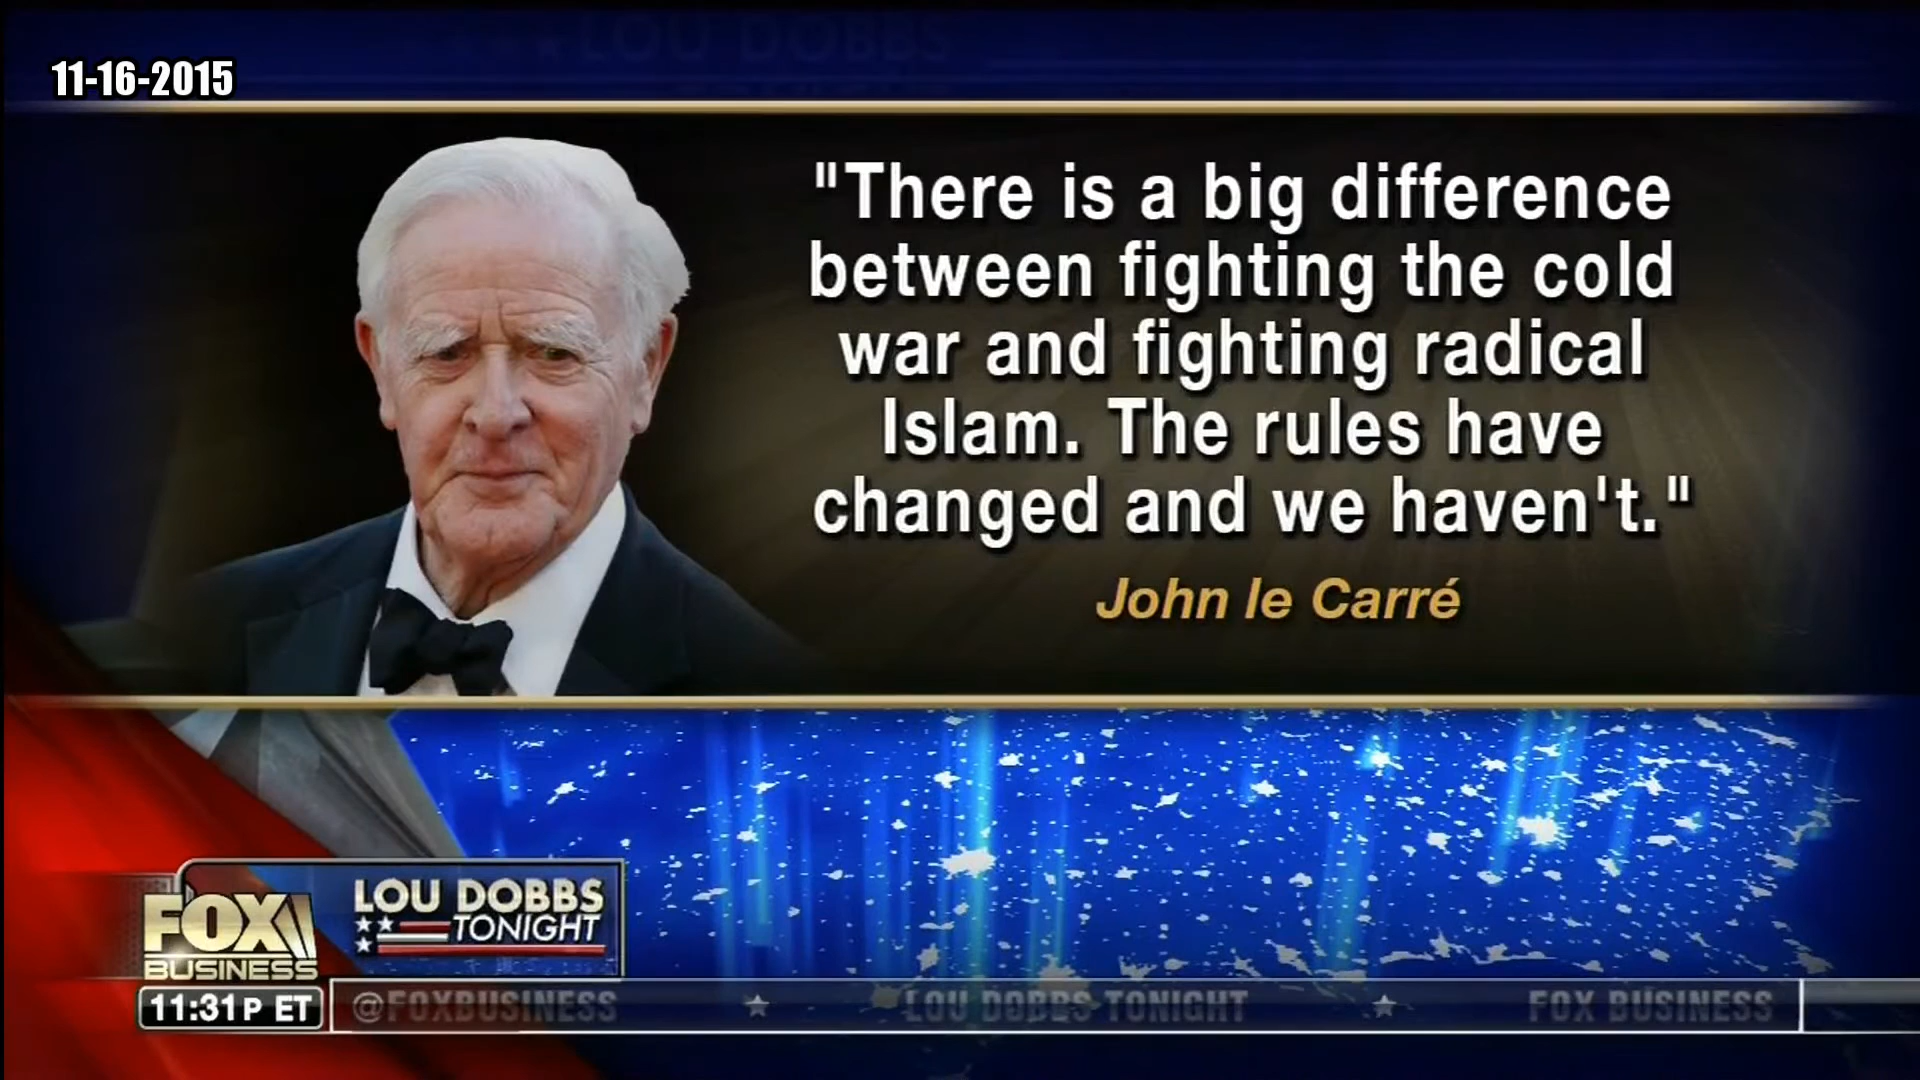 LOU DOBBS
11-16-2015
"There is a big difference
between fighting the cold
war and fighting radical
Islam. The rules have
changed and we haven't."
John le Carré
FOX
BUSINESS
LOU DOBBS
TONIGHT
11:31P ET
@FOXBUSINESS
LOU DOBBS TONIGHT
FOX BUSINESS